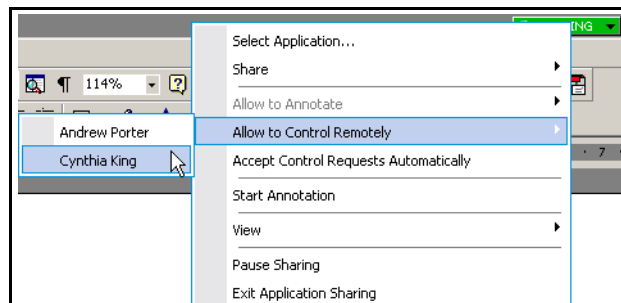 ING
Select Application...
Share
114%
Allow to Annotate
Andrew Porter
Allow to Control Remotely
Cynthia King
Accept Control Requests Automatically
7
Start Annotation
View
Pause Sharing
Exit Application Sharing